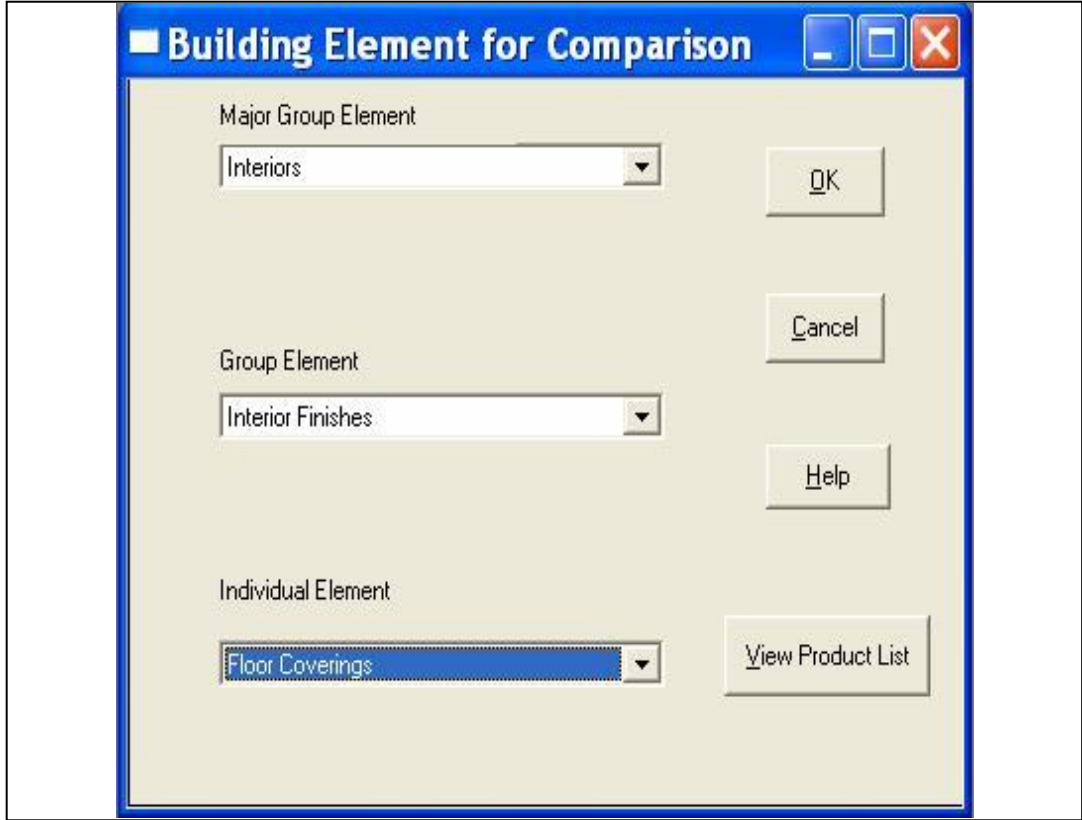 Building Element for Comparison
Major Group Element
Interiors
OK
Cancel
Group Element
Interior Finishes
Help
Individual Element
Floor Coverings
View Product List